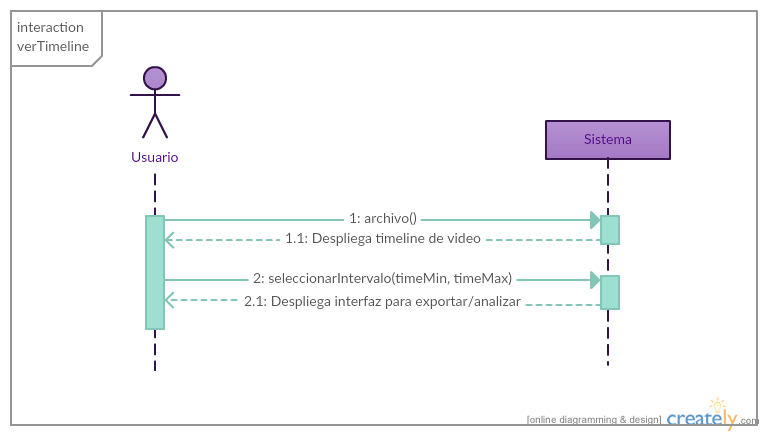 interaction
verTimeline
Usuario
Sistema
1: archivo()
1.1: Despliega timeline de video
2: seleccionarIntervalo(timeMin, timeMax)
2.1: Despliega interfaz para exportar/analizar
[online diagramming & design] creately.com